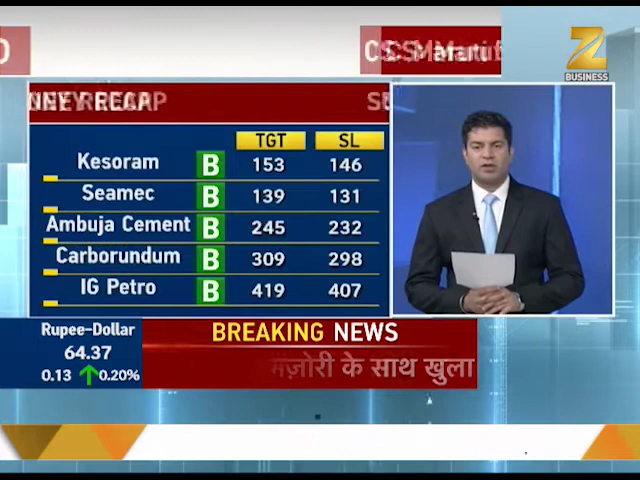 Z
BUSINESS
TGT SL
Kesoram B 153 146
Seamec B 139 131
Ambuja Cement B 245 232
Carborundum B 309 298
IG Petro B 419 407
Rupee-Dollar
64.37
0.13 0.20%
BREAKING NEWS
के साथ खुला